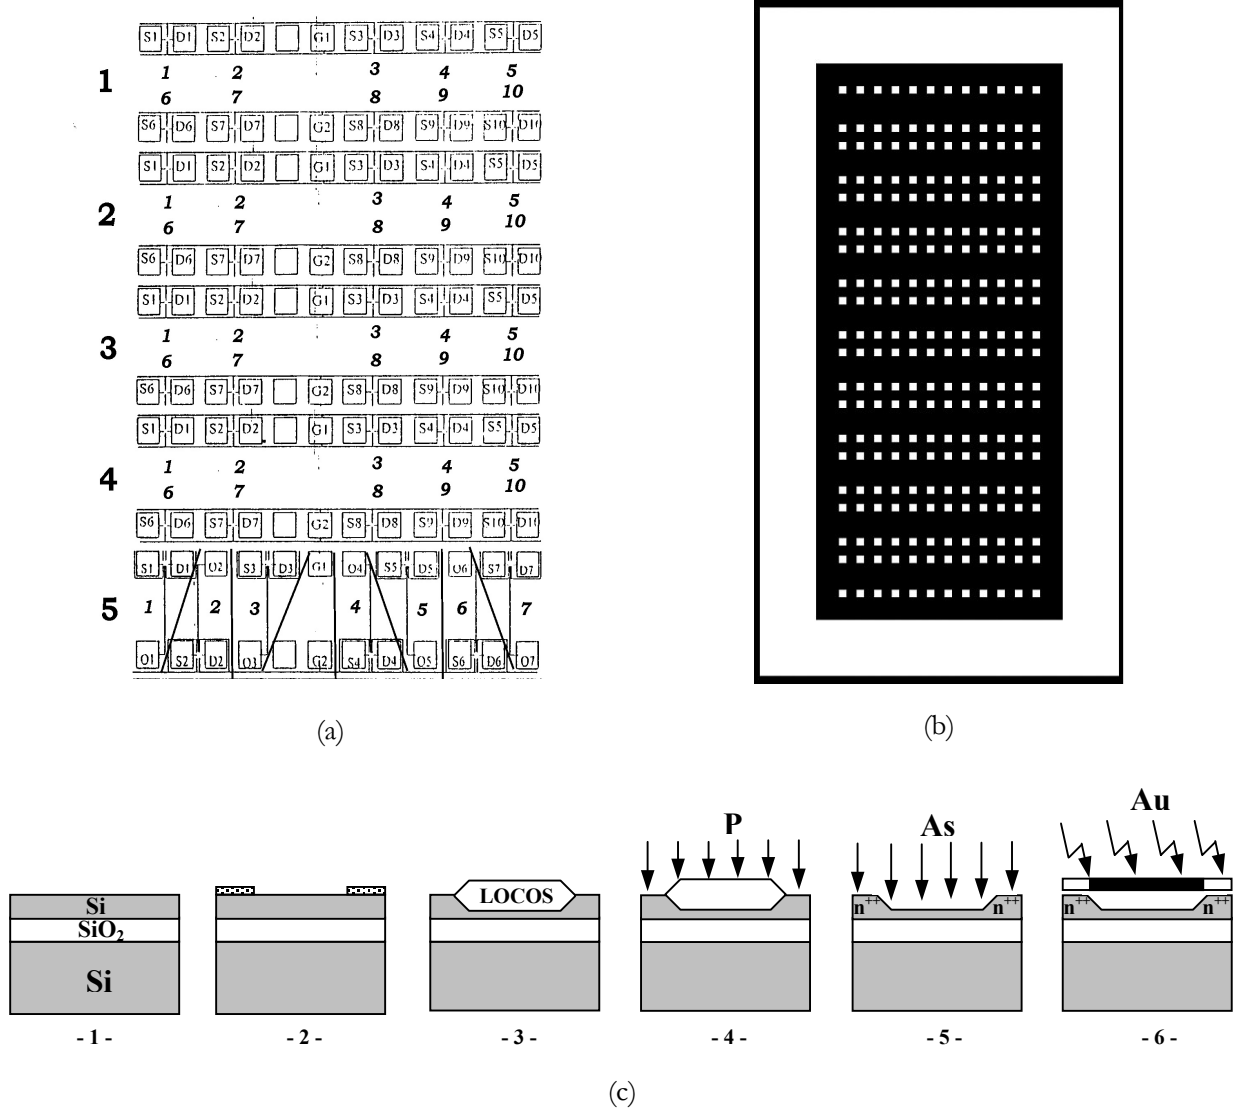 S1 D1 S2 D2 G1 S3 D3 S4 D4 S5 D5
1
1 2 3 4 5
6 7 8 9 10
S6 D6 S7 D7 G2 S8 D8 S9 D9 S10 D10
S1 D1 S2 D2 G1 S3 D3 S4 D4 S5 D5
2
1 2 3 4 5
6 7 8 9 10
S6 D6 S7 D7 G2 S8 D8 S9 D9 S10 D10
S1 D1 S2 D2 G1 S3 D3 S4 D4 S5 D5
3
1 2 3 4 5
6 7 8 9 10
S6 D6 S7 D7 G2 S8 D8 S9 D9 S10 D10
S1 D1 S2 D2 G1 S3 D3 S4 D4 S5 D5
4
1 2 3 4 5
6 7 8 9 10
S6 D6 S7 D7 G2 S8 D8 S9 D9 S10 D10
S1 D1 O2 S3 D3 G1 O4 S5 D5 O6 S7 D7
5 1 2 3 4 5 6 7
O1 S2 D2 O3 G2 S4 D4 O5 S6 D6 O7
(a)
(b)
P As Au
Si
SiO₂
Si
LOCOS
n⁺⁺ n⁺⁺
n⁺⁺ n⁺⁺
- 1 - - 2 - - 3 - - 4 - - 5 - - 6 -
(c)